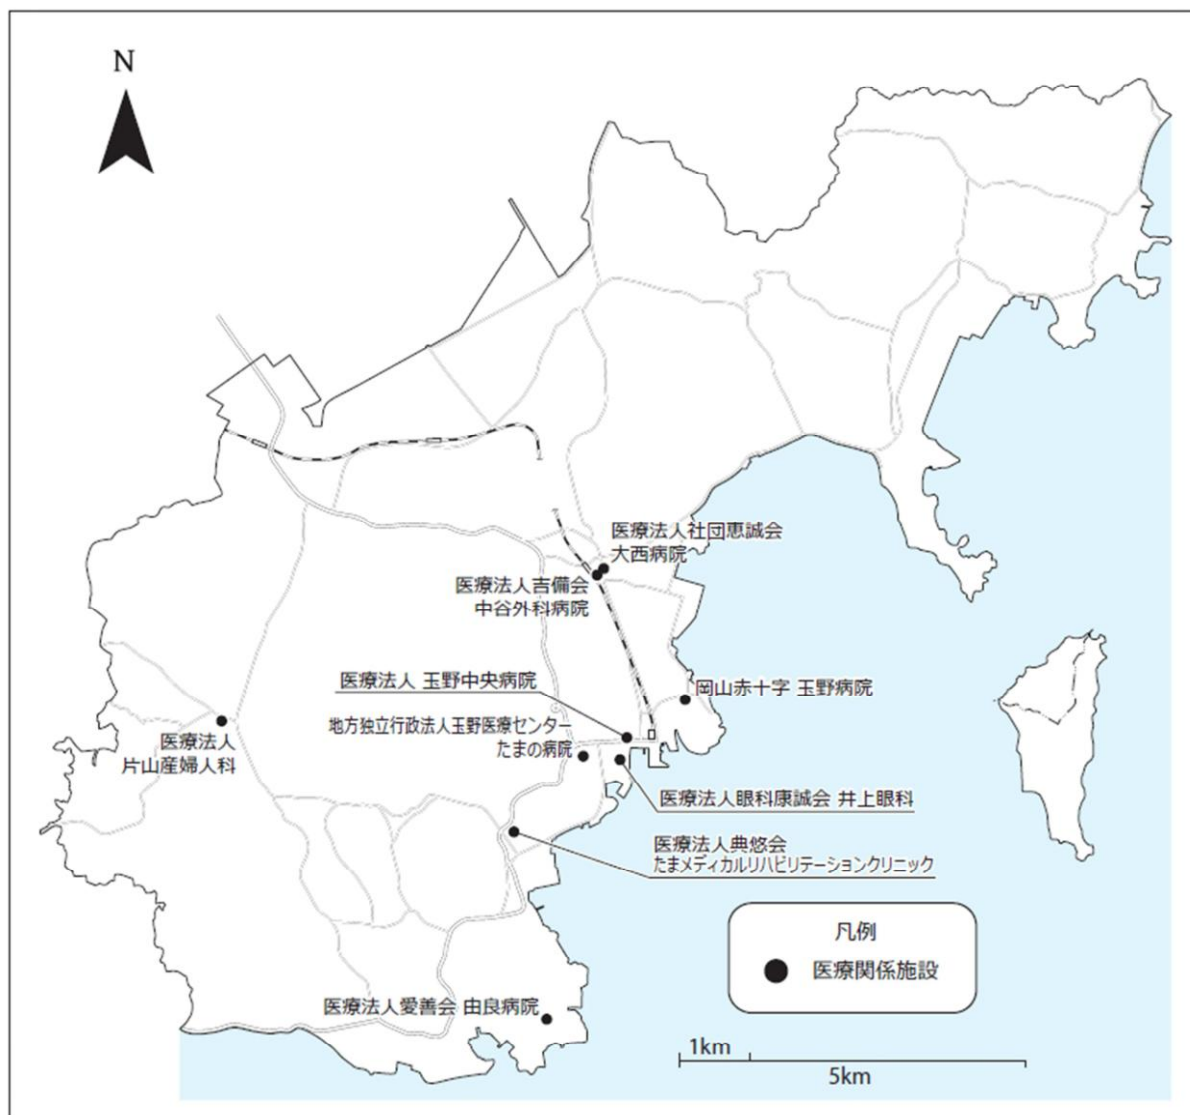 N
医療法人社団恵誠会
大西病院
医療法人吉備会
中谷外科病院
医療法人 玉野中央病院
岡山赤十字 玉野病院
地方独立行政法人玉野医療センター
たまの病院
医療法人
片山産婦人科
医療法人眼科康誠会 井上眼科
医療法人典悠会
たまメディカルリハビリテーションクリニック
凡例
医療関係施設
医療法人愛善会 由良病院
1km
5km